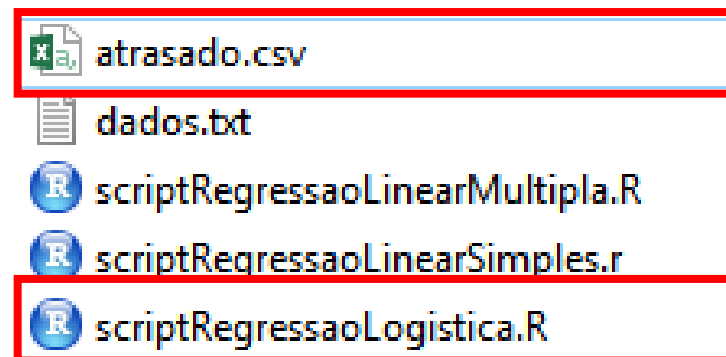 atrasado.csv
dados.txt
scriptRegressaoLinearMultipla.R
scriptRegressaoLinearSimples.r
scriptRegressaoLogistica.R